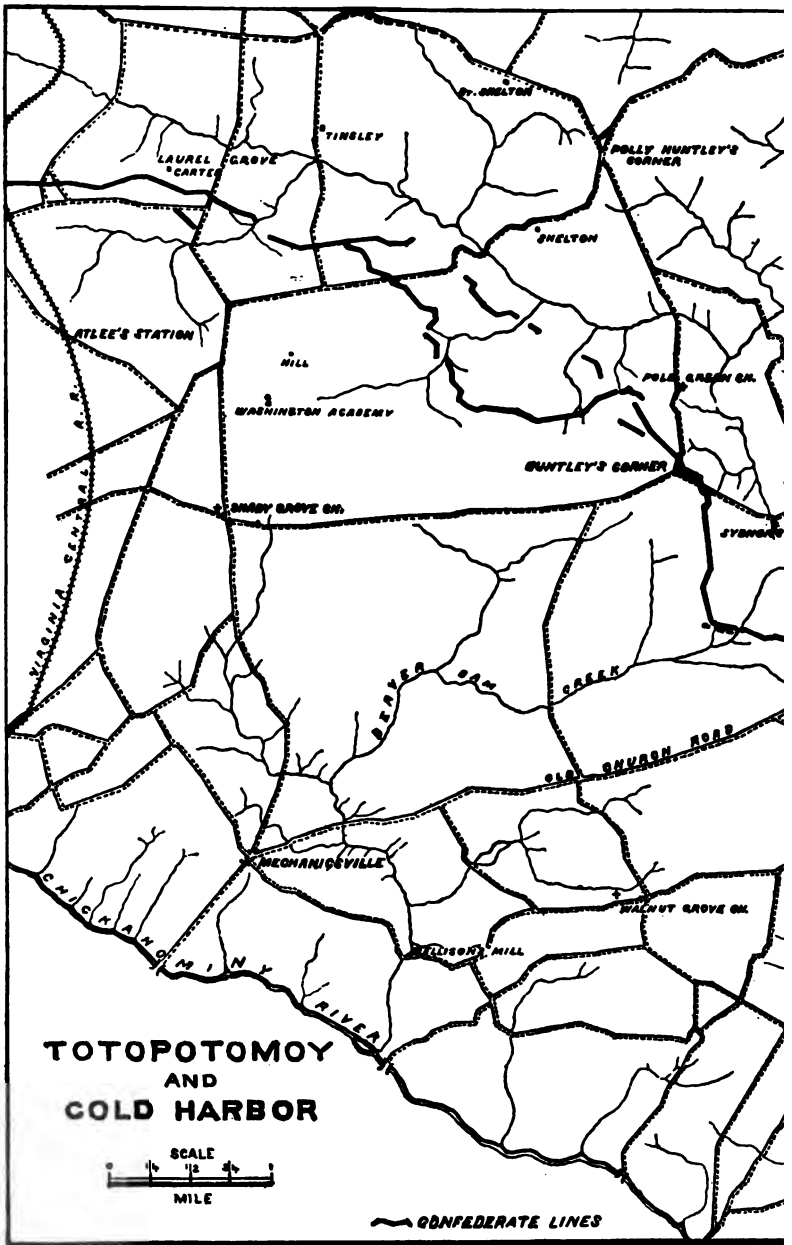 DR. SHELTON
TINSLEY
POLLY HUNTLEY'S
CORNER
LAUREL GROVE
CARTER
SHELTON
ATLEE'S STATION
HILL
POLE GREEN CH.
WASHINGTON ACADEMY
HUNTLEY'S CORNER
SHADY GROVE CH.
VIRGINIA CENTRAL R.R.
BEAVER DAM CREEK
OLD CHURCH ROAD
MECHANICSVILLE
WALNUT GROVE CH.
ELLISON'S MILL
CHICKAHOMINY RIVER
TOTOPOTOMOY
AND
COLD HARBOR
SCALE
0 1/4 1/2 3/4 1
MILE
CONFEDERATE LINES